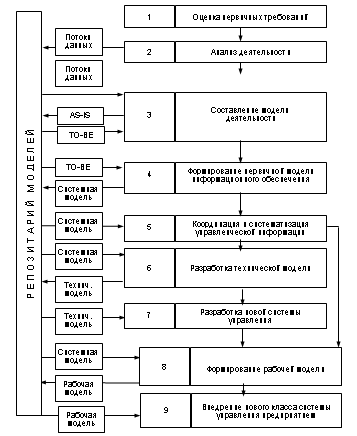 РЕПОЗИТАРИЙ МОДЕЛЕЙ
1 Оценка первичных требований
Потоки
данных
2 Анализ деятельности
Потоки
данных
AS-IS
3 Составление модели
деятельности
TO-BE
TO-BE
4 Формирование первичной модели
информационного обеспечения
Системная
модель
Системная
модель
5 Координация и систематизация
управленческой информации
Системная
модель
6 Разработка технической модели
Технич.
модель
Технич.
модель
7 Разработка новой системы
управления
Системная
модель
8 Формирование рабочей модели
Рабочая
модель
Рабочая
модель
9 Внедрение нового класса системы
управления предприятием